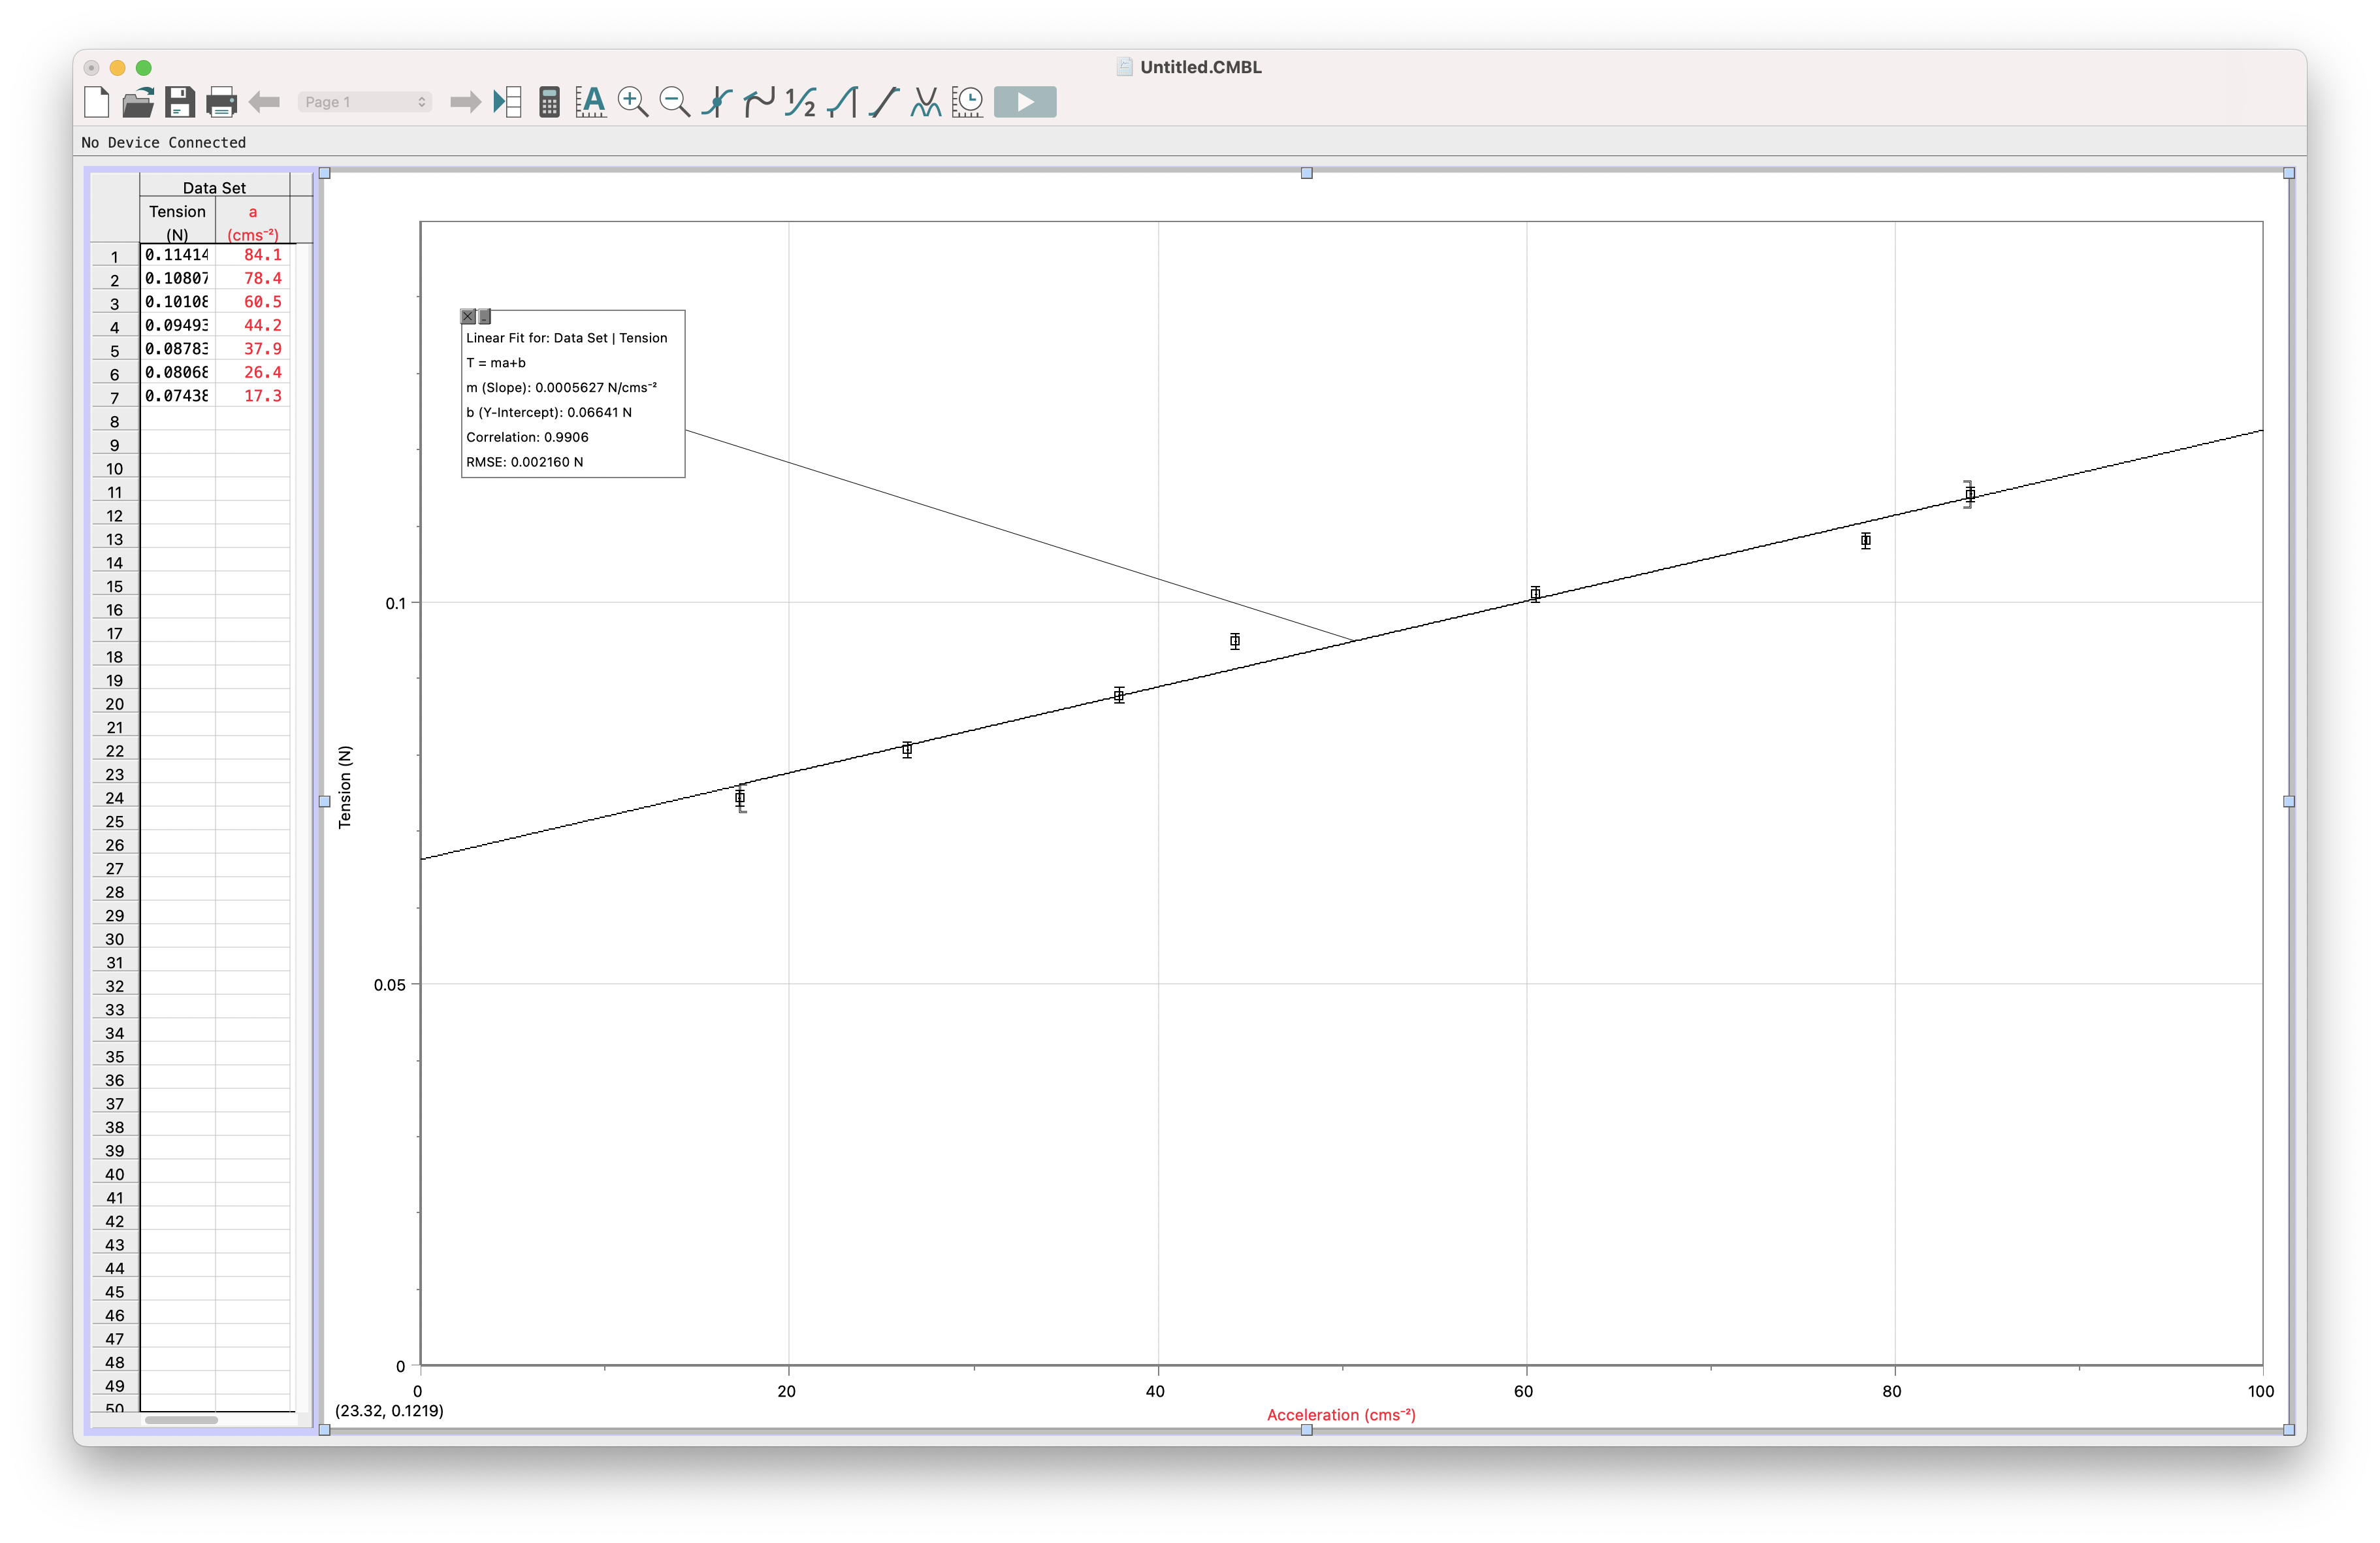 Untitled.CMBL
Page 1
A
1/2
No Device Connected
Data Set
Tension (N) a (cms⁻²)
1 0.11414 84.1
2 0.10807 78.4
3 0.10108 60.5
4 0.09493 44.2
5 0.08783 37.9
6 0.08068 26.4
7 0.07438 17.3
8
9
10
11
12
13
14
15
16
17
18
19
20
21
22
23
24
25
26
27
28
29
30
31
32
33
34
35
36
37
38
39
40
41
42
43
44
45
46
47
48
49
50
Linear Fit for: Data Set | Tension
T = ma+b
m (Slope): 0.0005627 N/cms⁻²
b (Y-Intercept): 0.06641 N
Correlation: 0.9906
RMSE: 0.002160 N
Tension (N)
0.1
0.05
0
0 20 40 60 80 100
(23.32, 0.1219)
Acceleration (cms⁻²)